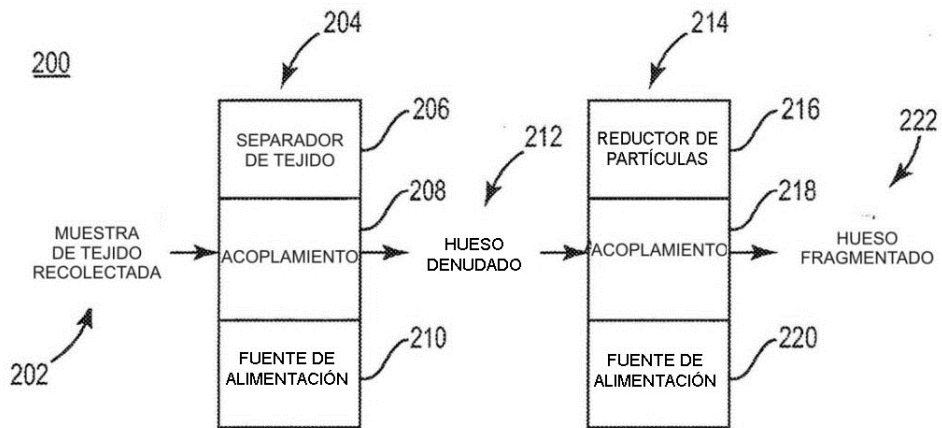 200
204
214
SEPARADOR
DE TEJIDO
206
REDUCTOR DE
PARTÍCULAS
216
212
222
208
218
MUESTRA
DE TEJIDO
RECOLECTADA
ACOPLAMIENTO
HUESO
DENUDADO
ACOPLAMIENTO
HUESO
FRAGMENTADO
202
FUENTE DE
ALIMENTACIÓN
210
FUENTE DE
ALIMENTACIÓN
220